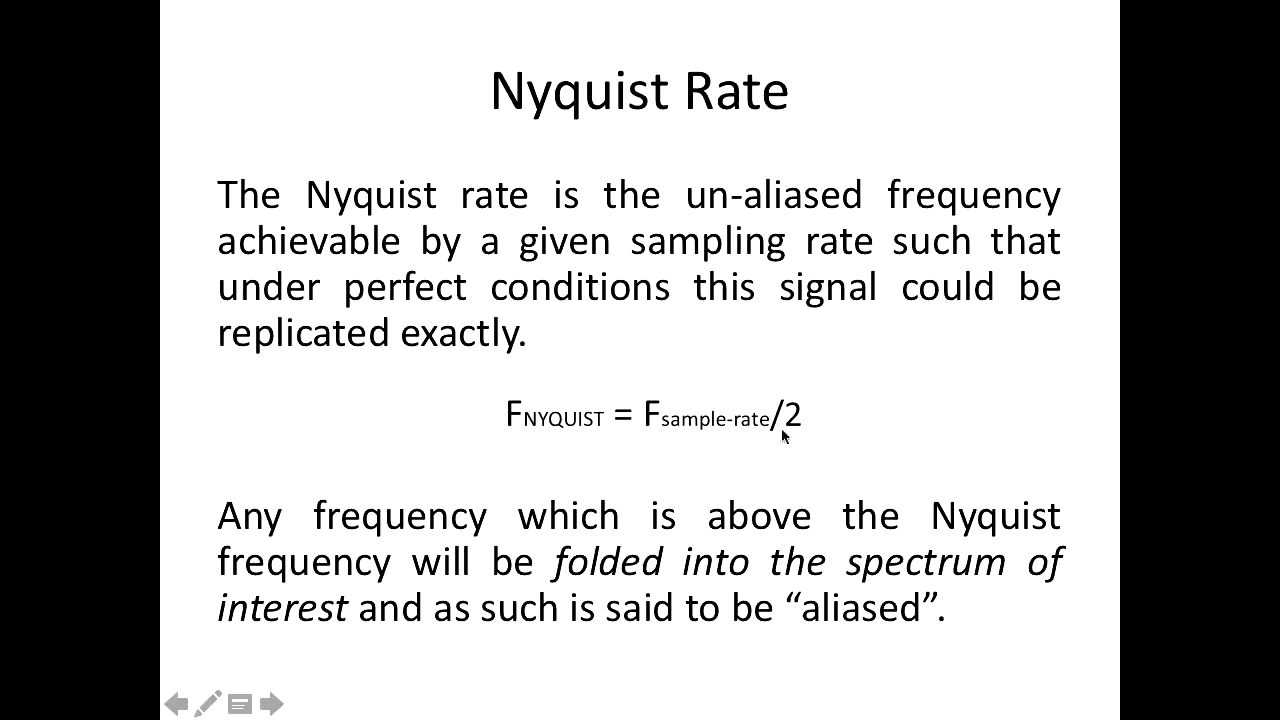 Nyquist Rate
The Nyquist rate is the un-aliased frequency
achievable by a given sampling rate such that
under perfect conditions this signal could be
replicated exactly.
FNYQUIST = Fsample-rate/2
Any frequency which is above the Nyquist
frequency will be folded into the spectrum of
interest and as such is said to be “aliased”.